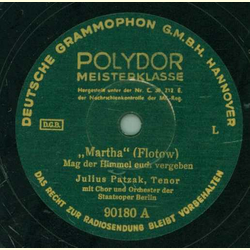 DEUTSCHE GRAMMOPHON G.M.B.H. HANNOVER
POLYDOR
MEISTERKLASSE
Hergestellt unter der Nr. C. 218 E.
der Nachrichtenkontrolle der Mil. Reg.
D.G.G.
L
„Martha" (Flotow)
Mag der Himmel euch vergeben
Julius Patzak, Tenor
mit Chor und Orchester der
Staatsoper Berlin
90180 A
DAS RECHT ZUR RADIOSENDUNG BLEIBT VORBEHALTEN